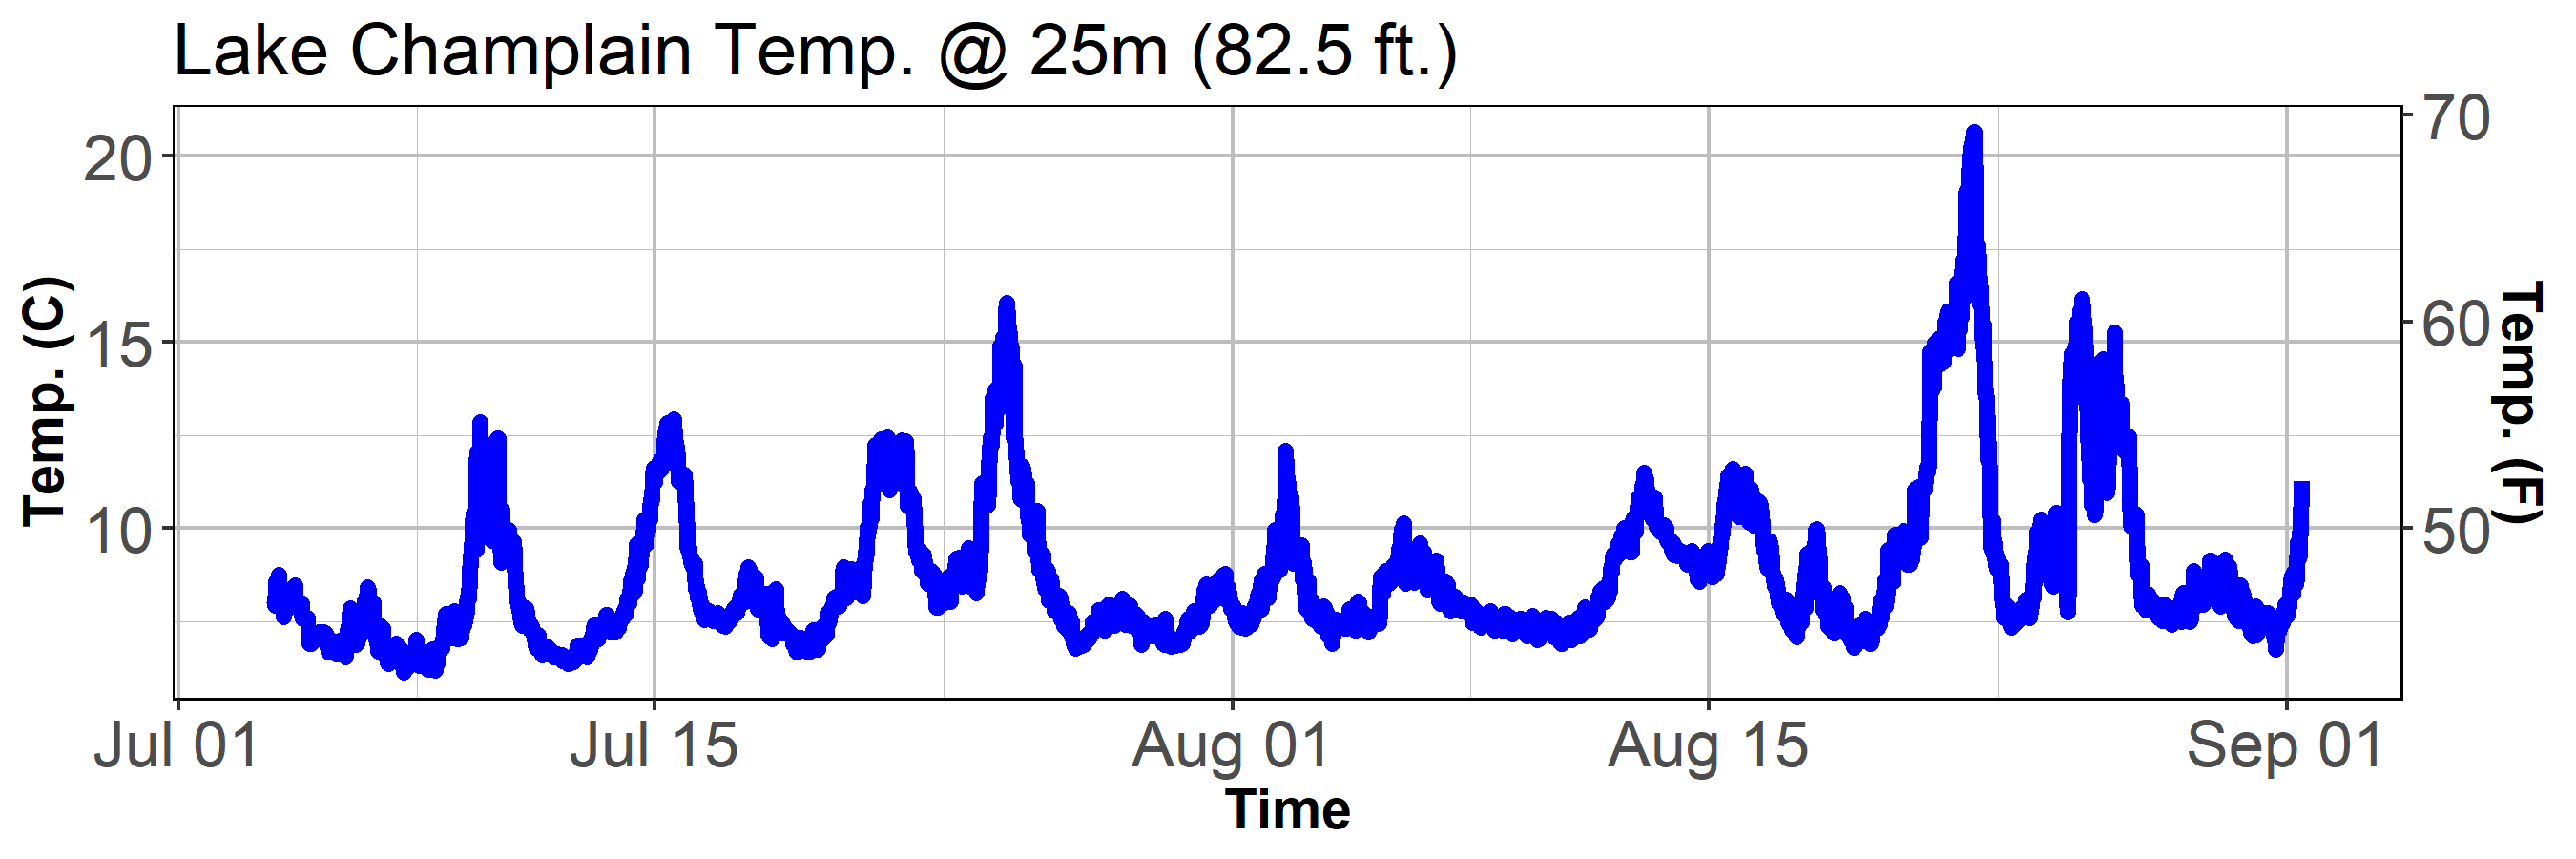 Lake Champlain Temp. @ 25m (82.5 ft.)
Temp. (C)
20
15
10
70
60
50
Temp. (F)
Jul 01
Jul 15
Aug 01
Aug 15
Sep 01
Time